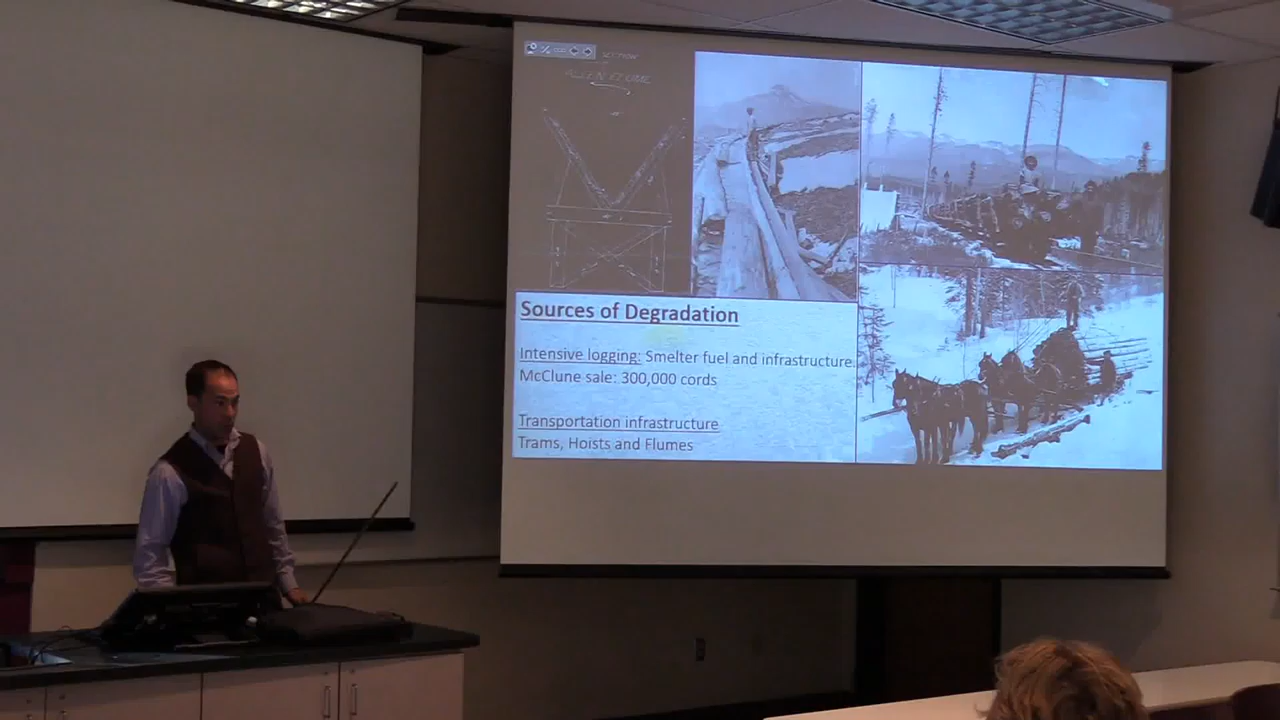 SECTION
Sources of Degradation
Intensive logging: Smelter fuel and infrastructure.
McClune sale: 300,000 cords
Transportation infrastructure
Trams, Hoists and Flumes